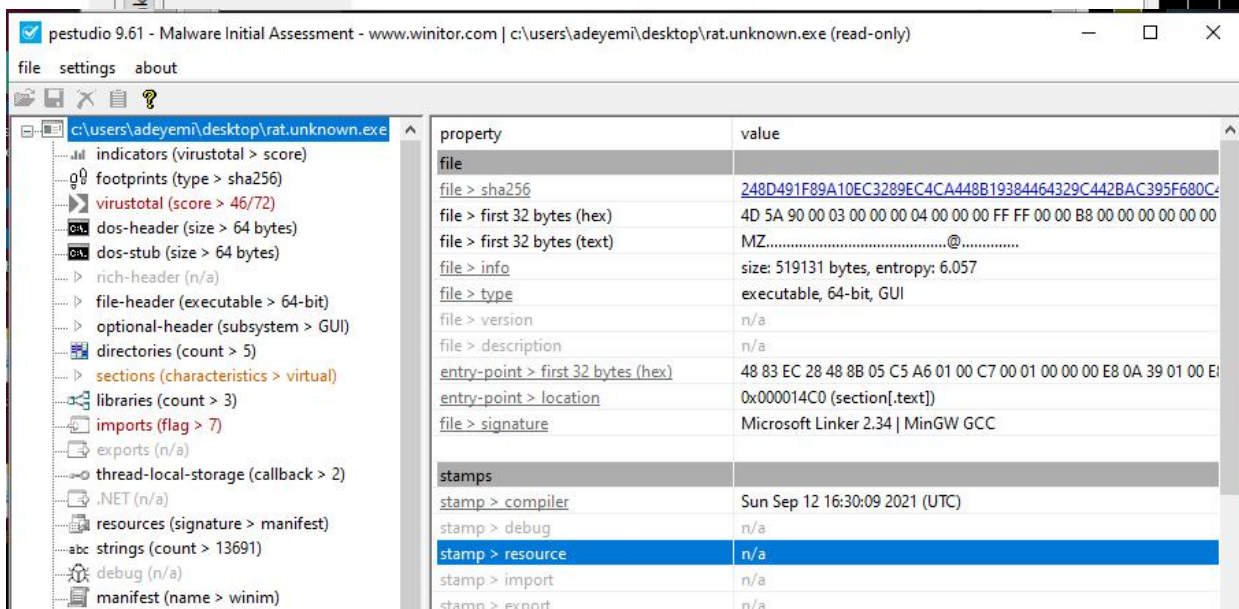 pestudio 9.61 - Malware Initial Assessment - www.winitor.com | c:\users\adeyemi\desktop\rat.unknown.exe (read-only)
file settings about
c:\users\adeyemi\desktop\rat.unknown.exe
indicators (virustotal > score)
footprints (type > sha256)
virustotal (score > 46/72)
dos-header (size > 64 bytes)
dos-stub (size > 64 bytes)
rich-header (n/a)
file-header (executable > 64-bit)
optional-header (subsystem > GUI)
directories (count > 5)
sections (characteristics > virtual)
libraries (count > 3)
imports (flag > 7)
exports (n/a)
thread-local-storage (callback > 2)
.NET (n/a)
resources (signature > manifest)
abc strings (count > 13691)
debug (n/a)
manifest (name > winim)
property value
file
file > sha256 248D491F89A10EC3289EC4CA448B19384464329C442BAC395F680C4
file > first 32 bytes (hex) 4D 5A 90 00 03 00 00 00 04 00 00 00 FF FF 00 00 B8 00 00 00 00 00 00
file > first 32 bytes (text) MZ..............................................@..............
file > info size: 519131 bytes, entropy: 6.057
file > type executable, 64-bit, GUI
file > version n/a
file > description n/a
entry-point > first 32 bytes (hex) 48 83 EC 28 48 8B 05 C5 A6 01 00 C7 00 01 00 00 00 E8 0A 39 01 00
entry-point > location 0x000014C0 (section[.text])
file > signature Microsoft Linker 2.34 | MinGW GCC
stamps
stamp > compiler Sun Sep 12 16:30:09 2021 (UTC)
stamp > debug n/a
stamp > resource n/a
stamp > import n/a
stamp > export n/a